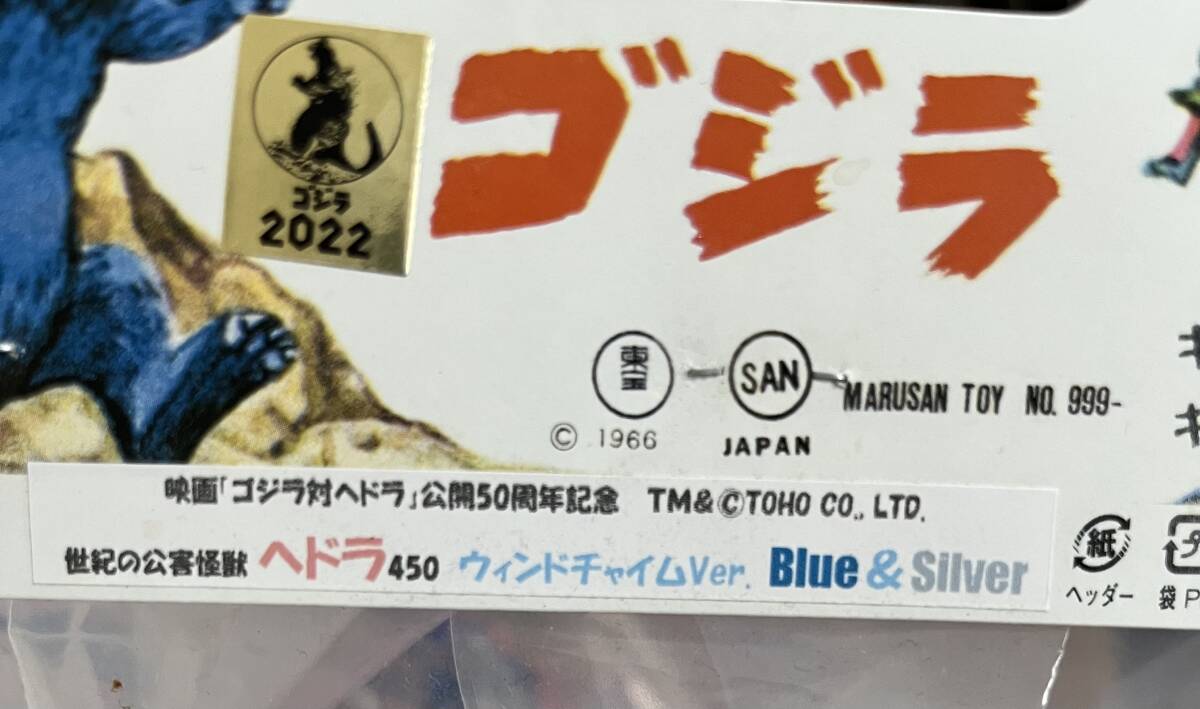 ゴジラ
2022
ゴジラ
東宝
SAN
MARUSAN TOY NO. 999-
© 1966
JAPAN
映画「ゴジラ対ヘドラ」公開50周年記念 TM&©TOHO CO., LTD.
世紀の公害怪獣 ヘドラ450 ウィンドチャイムVer. Blue & Silver
紙
ヘッダー
プ
袋 P